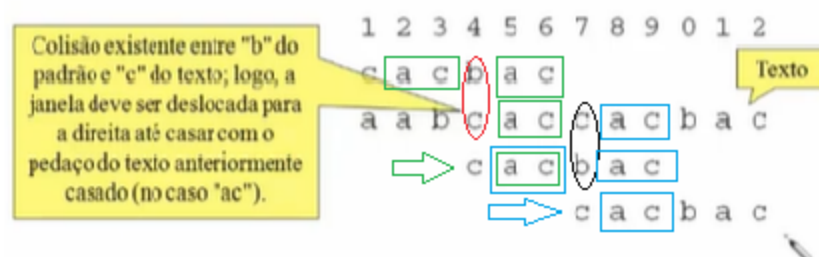 1 2 3 4 5 6 7 8 9 0 1 2
Colisão existente entre "b" do
padrão e "c" do texto; logo, a
janela deve ser deslocada para
a direita até casar com o
pedaço do texto anteriormente
casado (no caso "ac").
c a c b a c
Texto
a a b c a c c a c b a c
c a c b a c
c a c b a c